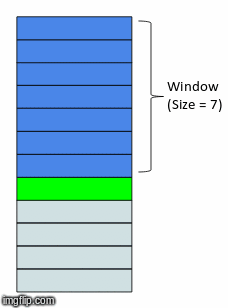 Window
(Size = 7)
imgflip.com